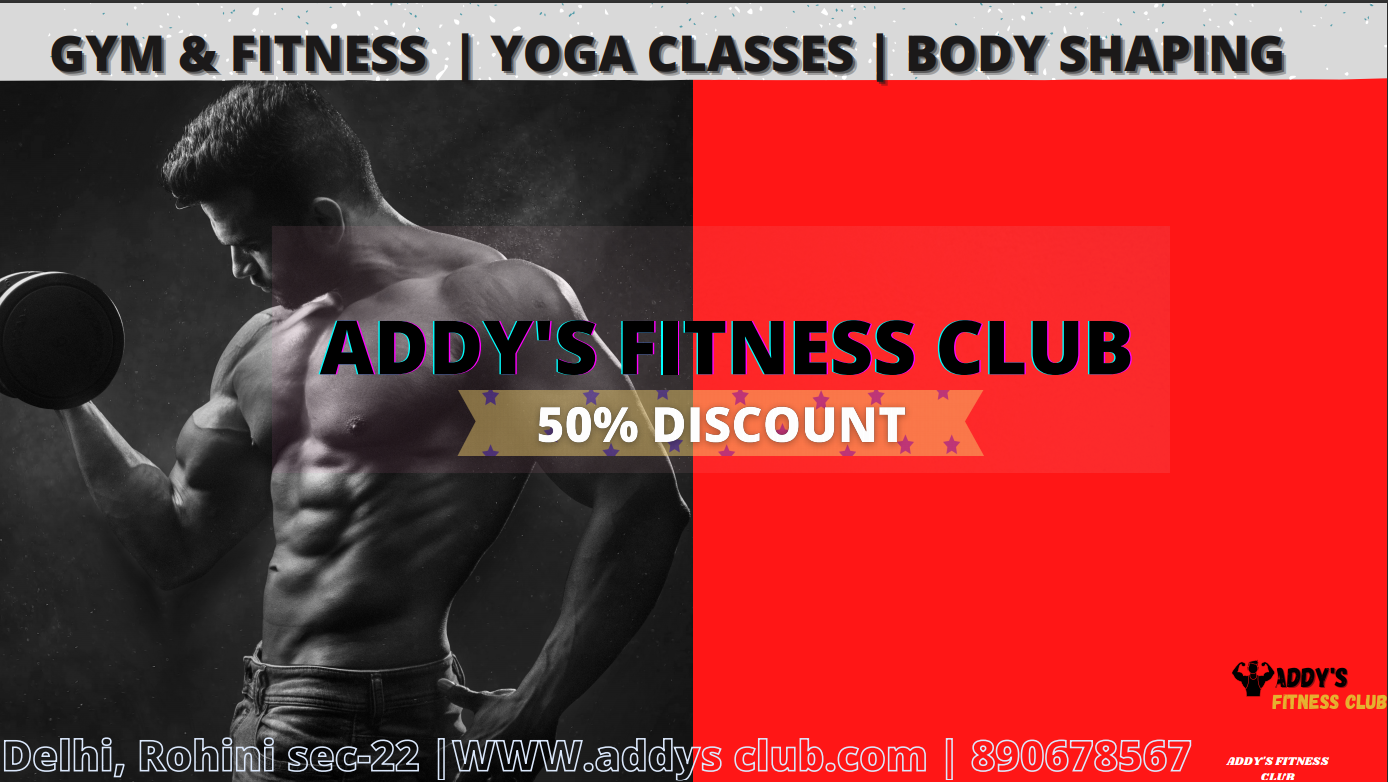 GYM & FITNESS | YOGA CLASSES | BODY SHAPING
ADDY'S FITNESS CLUB
50% DISCOUNT
ADDY'S
FITNESS CLUB
Delhi, Rohini sec-22 |WWW.addys club.com | 890678567
ADDY'S FITNESS
CLUB